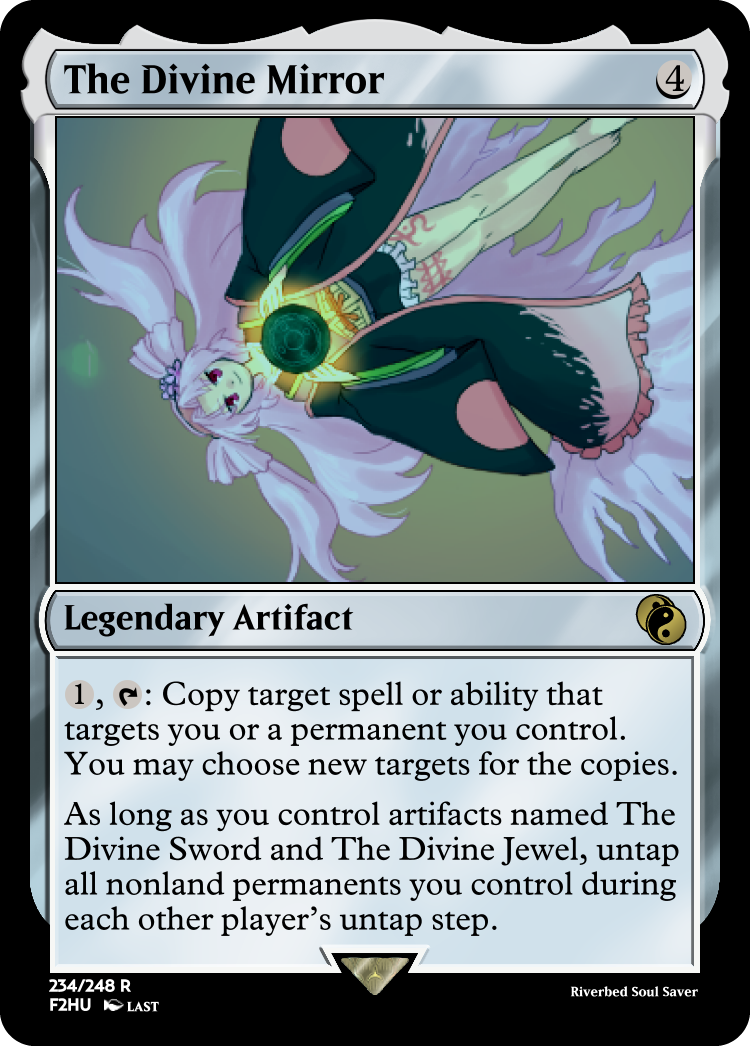 The Divine Mirror 4
Legendary Artifact
1, : Copy target spell or ability that
targets you or a permanent you control.
You may choose new targets for the copies.
As long as you control artifacts named The
Divine Sword and The Divine Jewel, untap
all nonland permanents you control during
each other player's untap step.
234/248 R
F2HU LAST
Riverbed Soul Saver